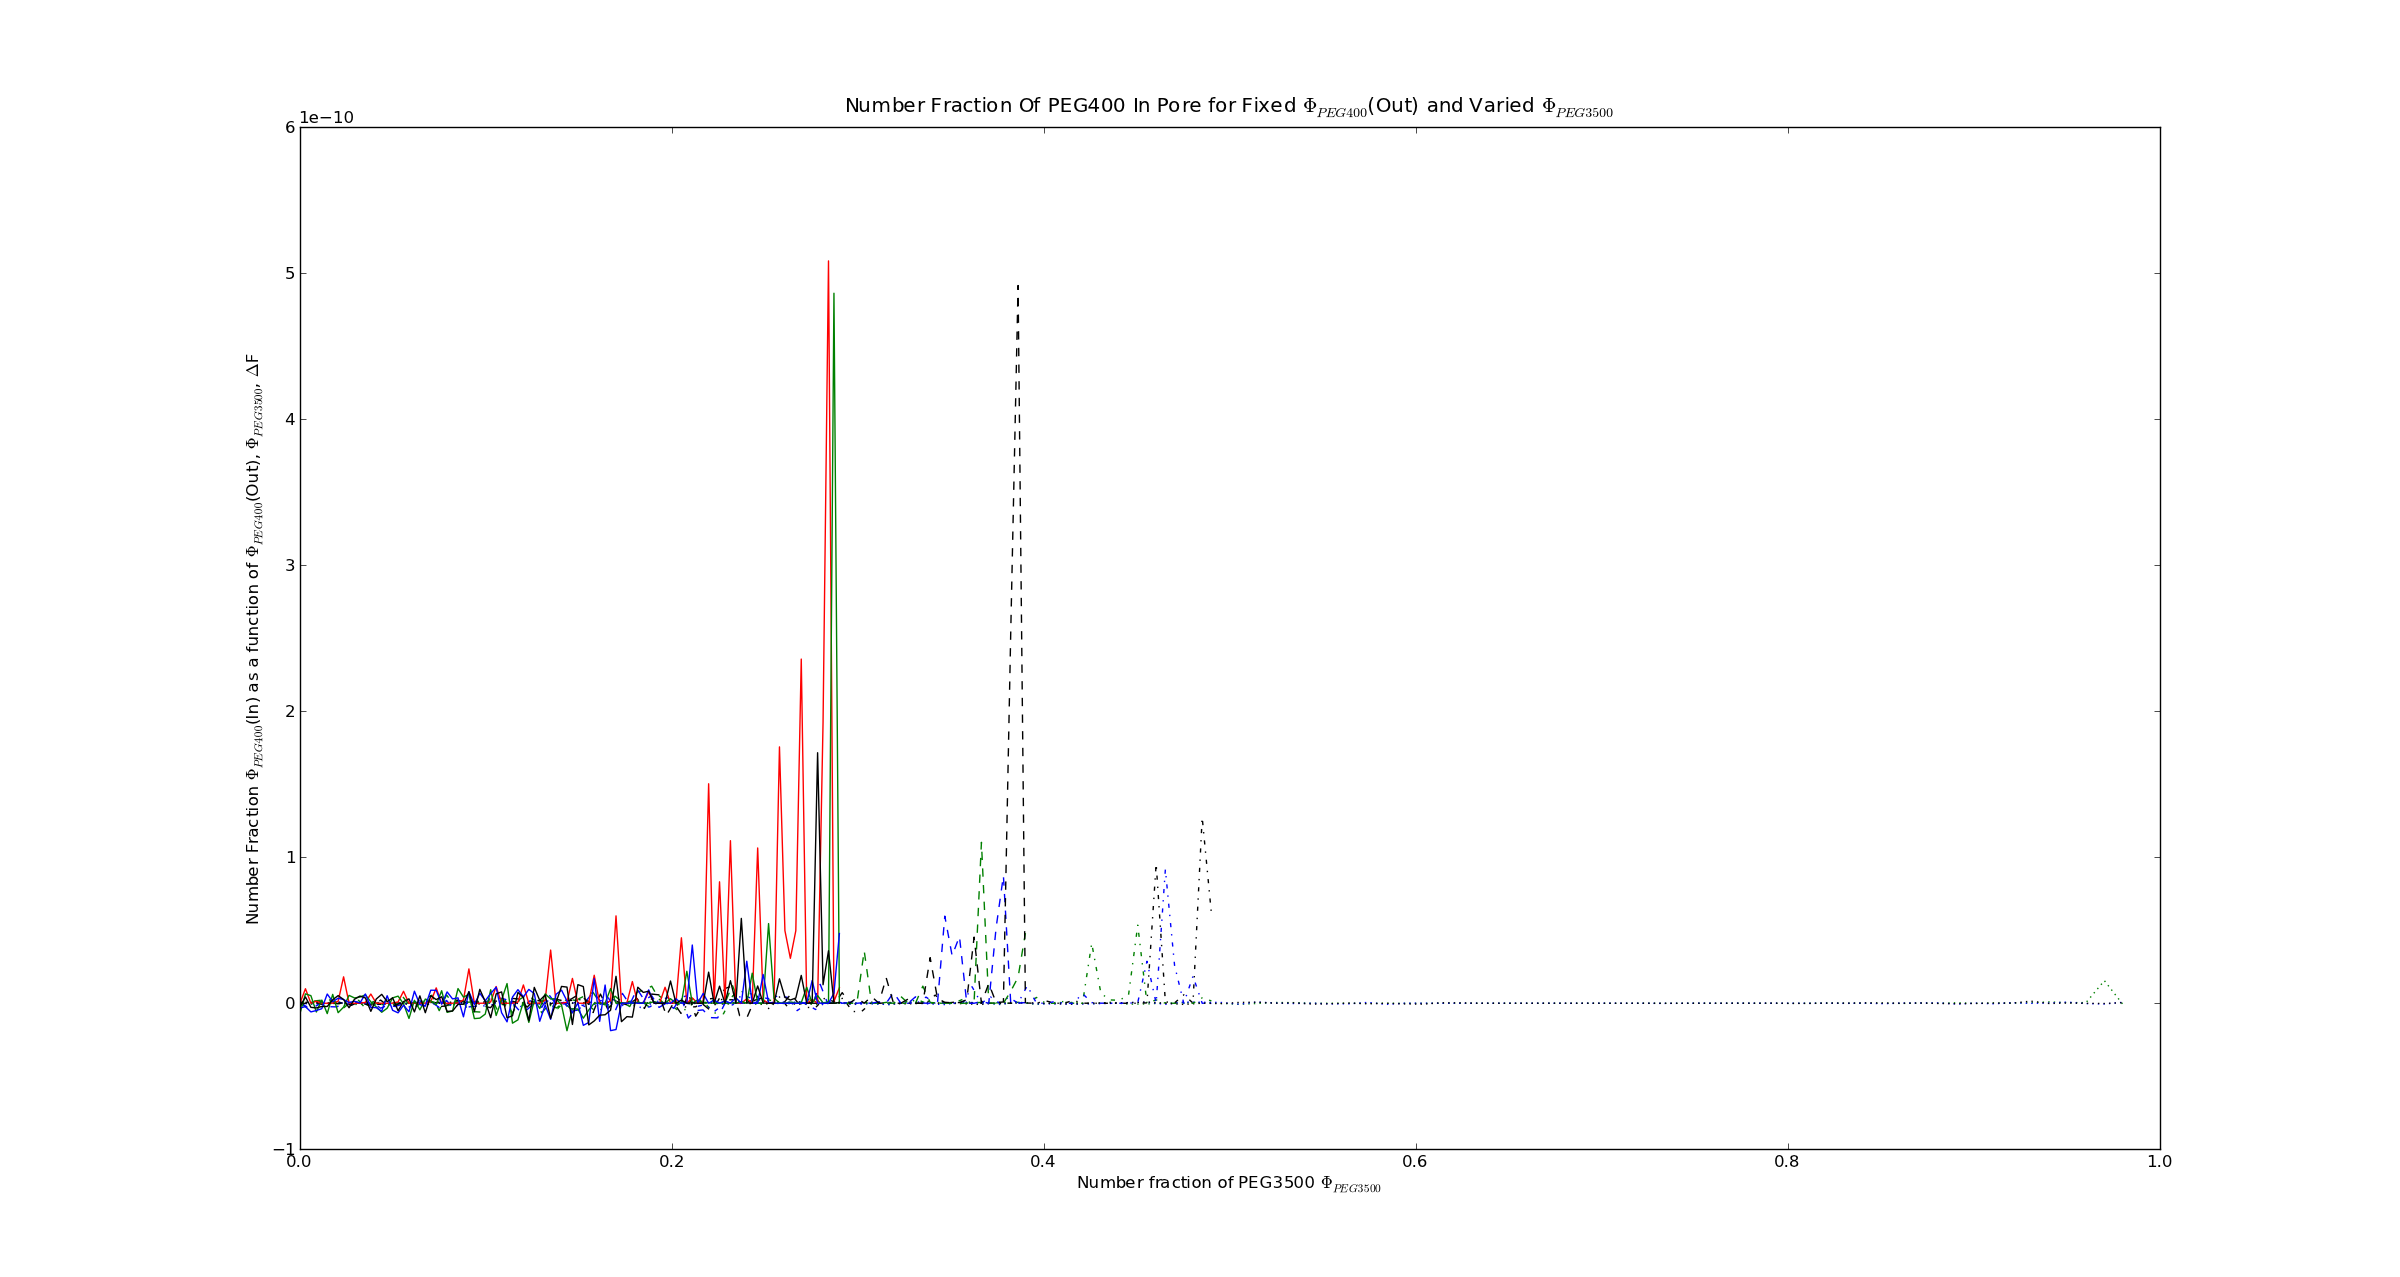 Number Fraction Of PEG400 In Pore for Fixed Φ_PEG400(Out) and Varied Φ_PEG3500
1e−10
6
5
4
3
2
1
0
−1
Number Fraction Φ_PEG400(In) as a function of Φ_PEG400(Out), Φ_PEG3500, ΔF
0.0 0.2 0.4 0.6 0.8 1.0
Number fraction of PEG3500 Φ_PEG3500